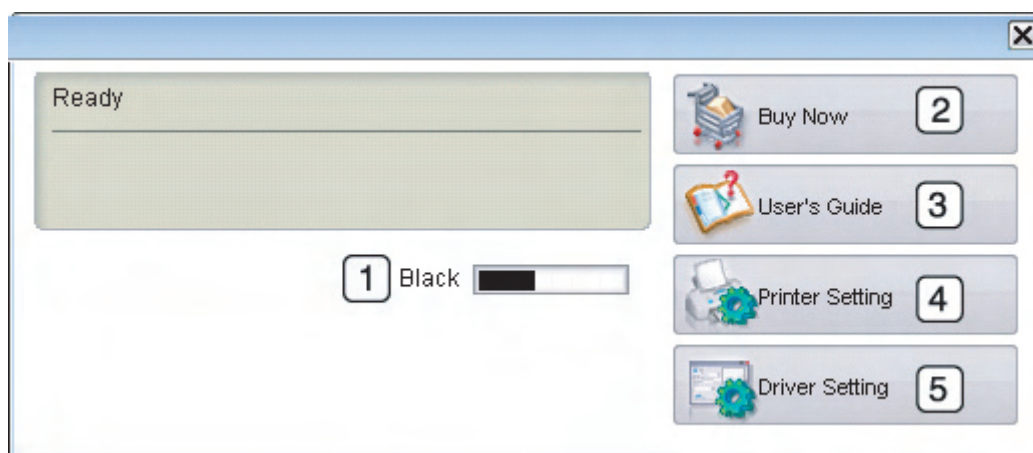 Ready
Buy Now 2
User's Guide 3
1 Black
Printer Setting 4
Driver Setting 5